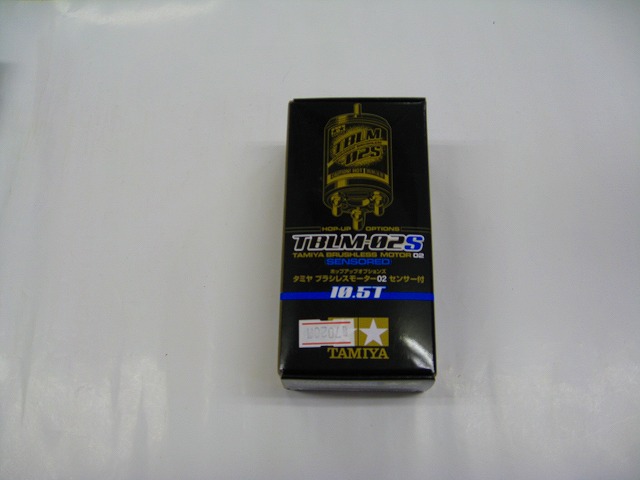 TBLM
02S
HOP-UP OPTIONS
TBLM-02S
TAMIYA BRUSHLESS MOTOR 02
(SENSORED)
ホップアップオプションズ
タミヤ ブラシレスモーター02 センサー付
10.5T
TAMIYA